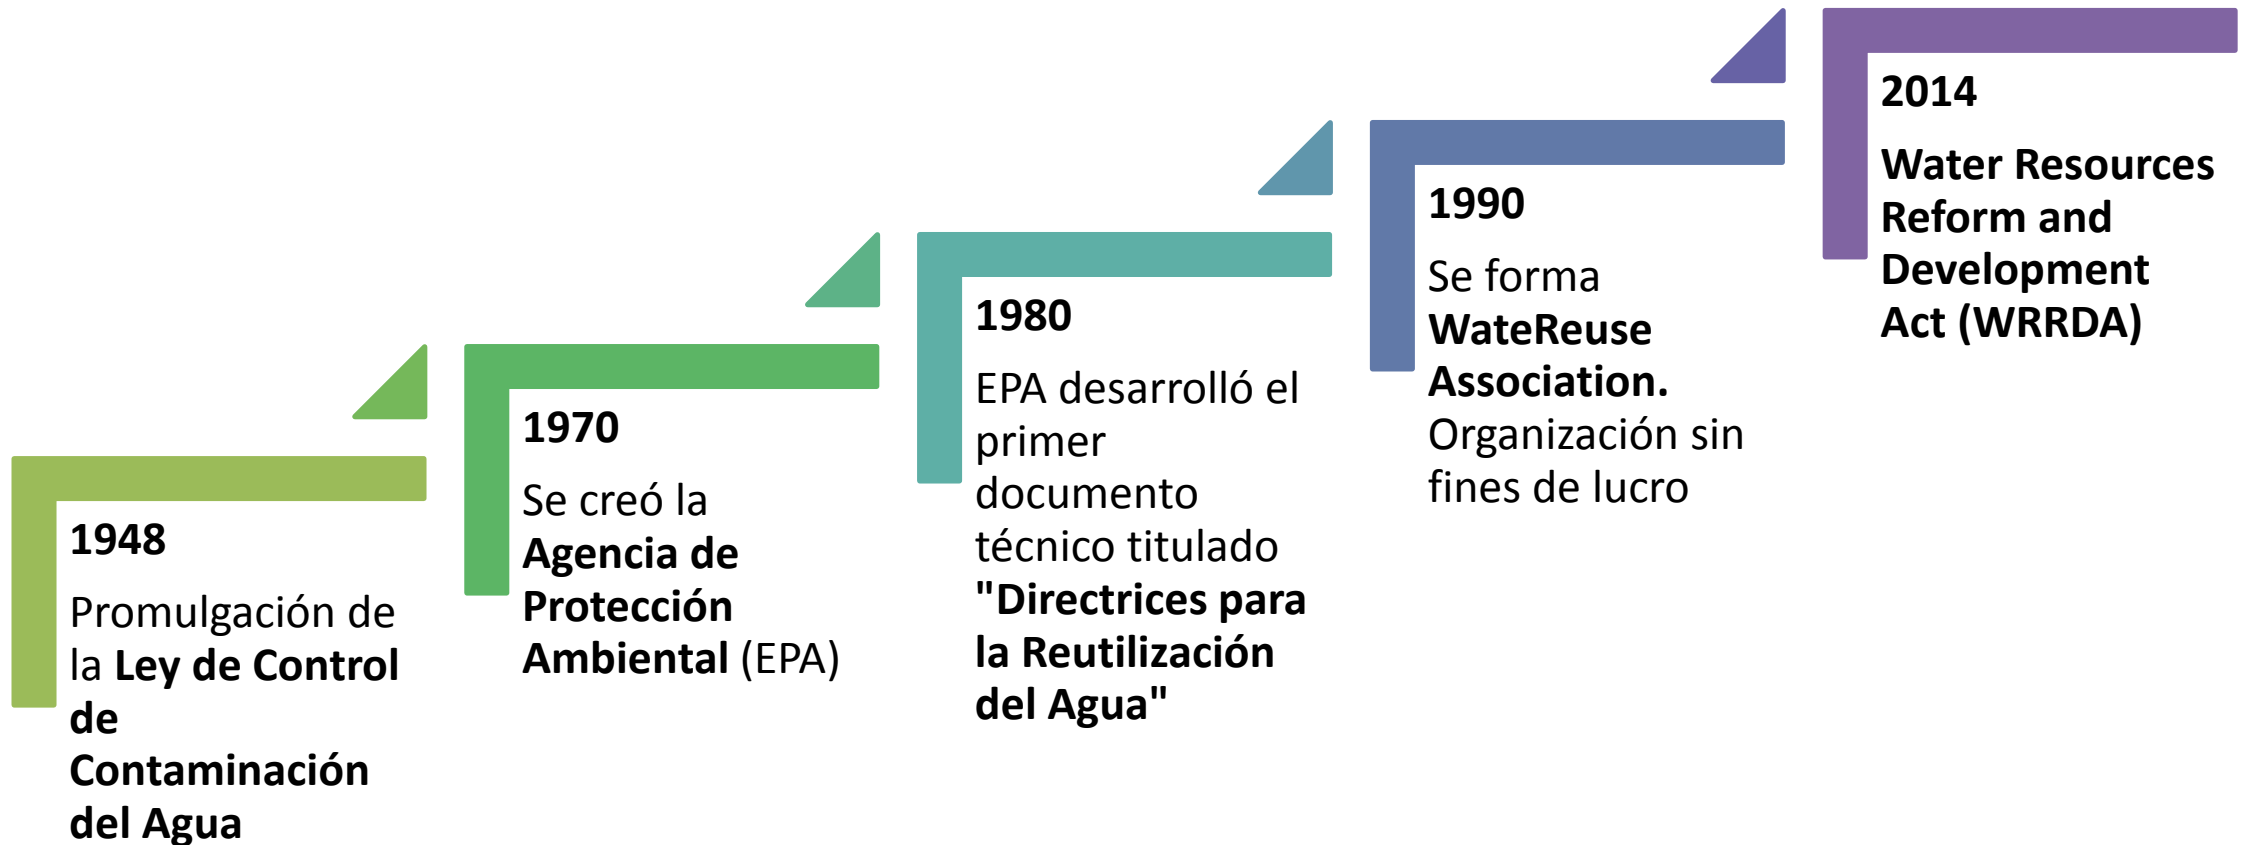 1948
Promulgación de
la Ley de Control
de
Contaminación
del Agua
1970
Se creó la
Agencia de
Protección
Ambiental (EPA)
1980
EPA desarrolló el
primer
documento
técnico titulado
"Directrices para
la Reutilización
del Agua"
1990
Se forma
WateReuse
Association.
Organización sin
fines de lucro
2014
Water Resources
Reform and
Development
Act (WRRDA)